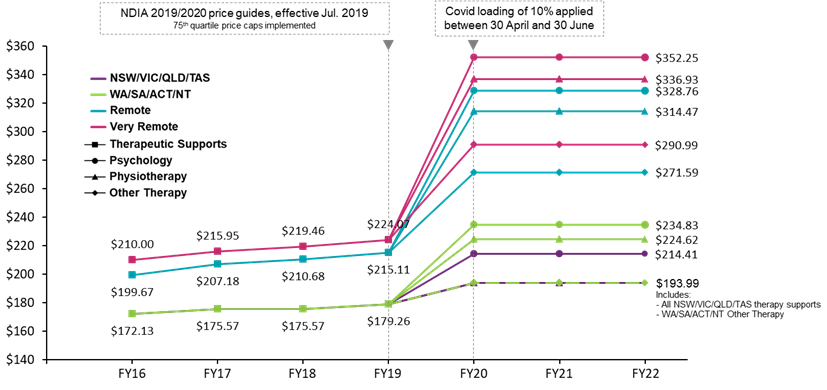 NDIA 2019/2020 price guides, effective Jul. 2019
75th quartile price caps implemented
Covid loading of 10% applied
between 30 April and 30 June
$360
$340
$320
$300
$280
$260
$240
$220
$200
$180
$160
$140
NSW/VIC/QLD/TAS
WA/SA/ACT/NT
Remote
Very Remote
Therapeutic Supports
Psychology
Physiotherapy
Other Therapy
$210.00
$215.95
$219.46
$224.07
$199.67
$207.18
$210.68
$215.11
$172.13
$175.57
$175.57
$179.26
$352.25
$336.93
$328.76
$314.47
$290.99
$271.59
$234.83
$224.62
$214.41
$193.99
Includes:
- All NSW/VIC/QLD/TAS therapy supports
- WA/SA/ACT/NT Other Therapy
FY16
FY17
FY18
FY19
FY20
FY21
FY22